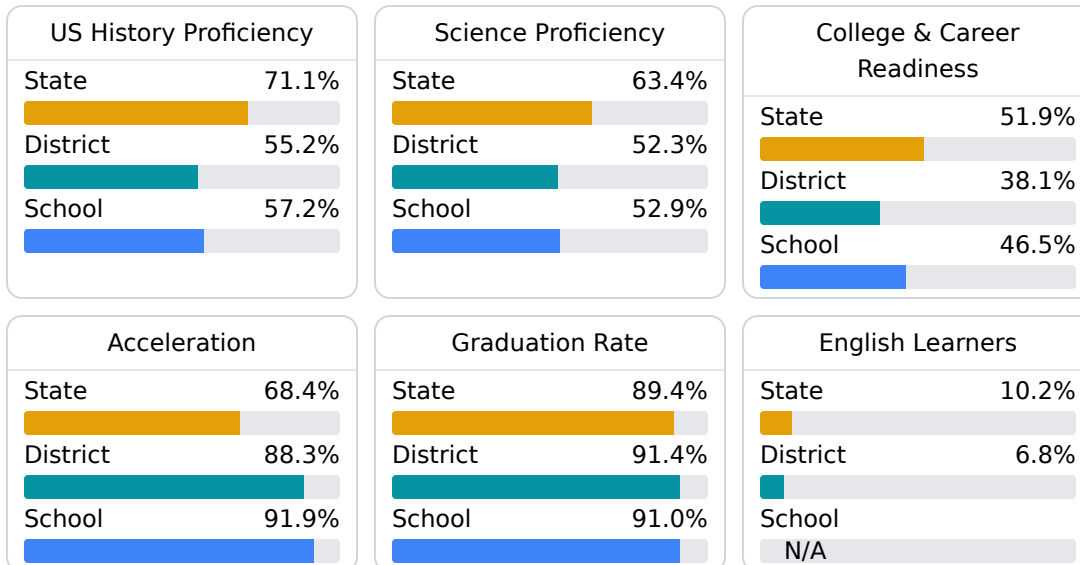 US History Proficiency
State 71.1%
District 55.2%
School 57.2%
Science Proficiency
State 63.4%
District 52.3%
School 52.9%
College & Career
Readiness
State 51.9%
District 38.1%
School 46.5%
Acceleration
State 68.4%
District 88.3%
School 91.9%
Graduation Rate
State 89.4%
District 91.4%
School 91.0%
English Learners
State 10.2%
District 6.8%
School
N/A